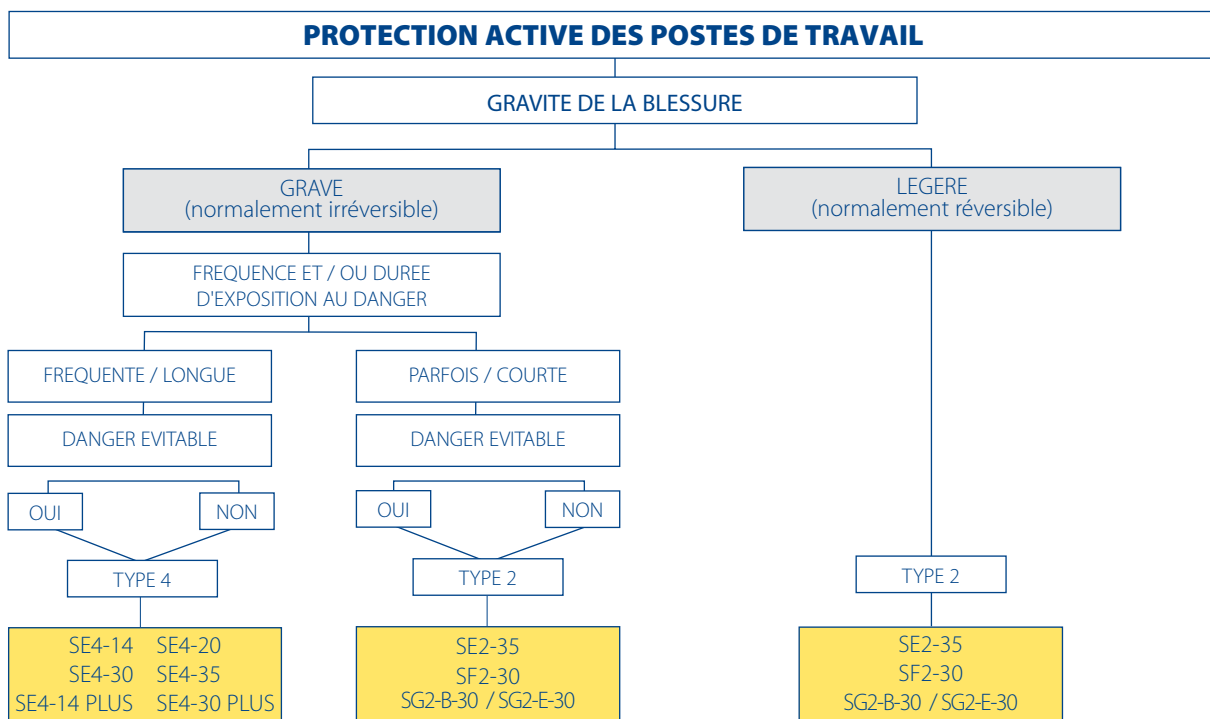 PROTECTION ACTIVE DES POSTES DE TRAVAIL
GRAVITE DE LA BLESSURE
GRAVE
(normalement irréversible)
LEGERE
(normalement réversible)
FREQUENCE ET / OU DUREE
D'EXPOSITION AU DANGER
FREQUENTE / LONGUE
PARFOIS / COURTE
DANGER EVITABLE
DANGER EVITABLE
OUI
NON
OUI
NON
TYPE 4
TYPE 2
TYPE 2
SE4-14 SE4-20
SE4-30 SE4-35
SE4-14 PLUS SE4-30 PLUS
SE2-35
SF2-30
SG2-B-30 / SG2-E-30
SE2-35
SF2-30
SG2-B-30 / SG2-E-30